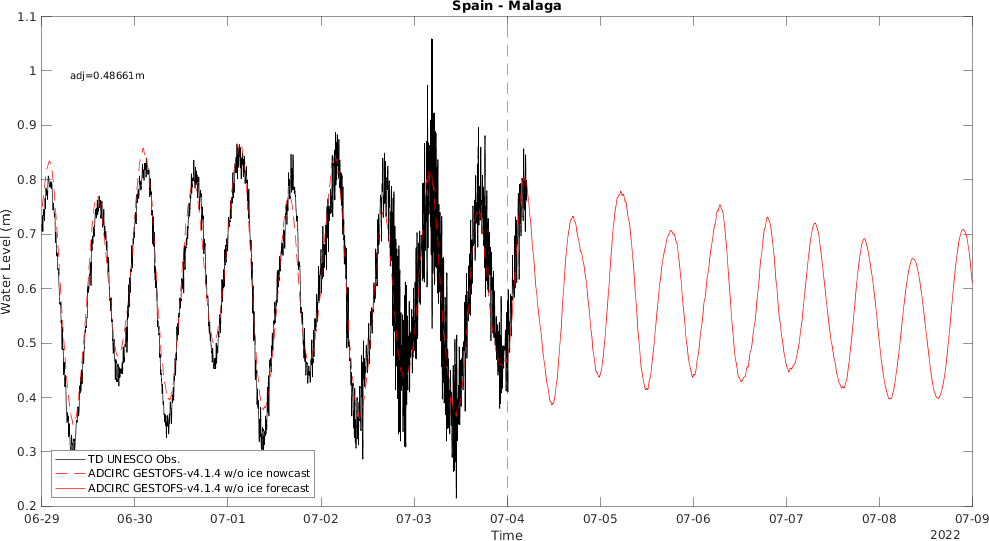 Spain - Malaga
1.1
1
0.9
0.8
0.7
0.6
0.5
0.4
0.3
0.2
Water Level (m)
adj=0.48661m
TD UNESCO Obs.
ADCIRC GESTOFS-v4.1.4 w/o ice nowcast
ADCIRC GESTOFS-v4.1.4 w/o ice forecast
06-29 06-30 07-01 07-02 07-03 07-04 07-05 07-06 07-07 07-08 07-09
Time
2022